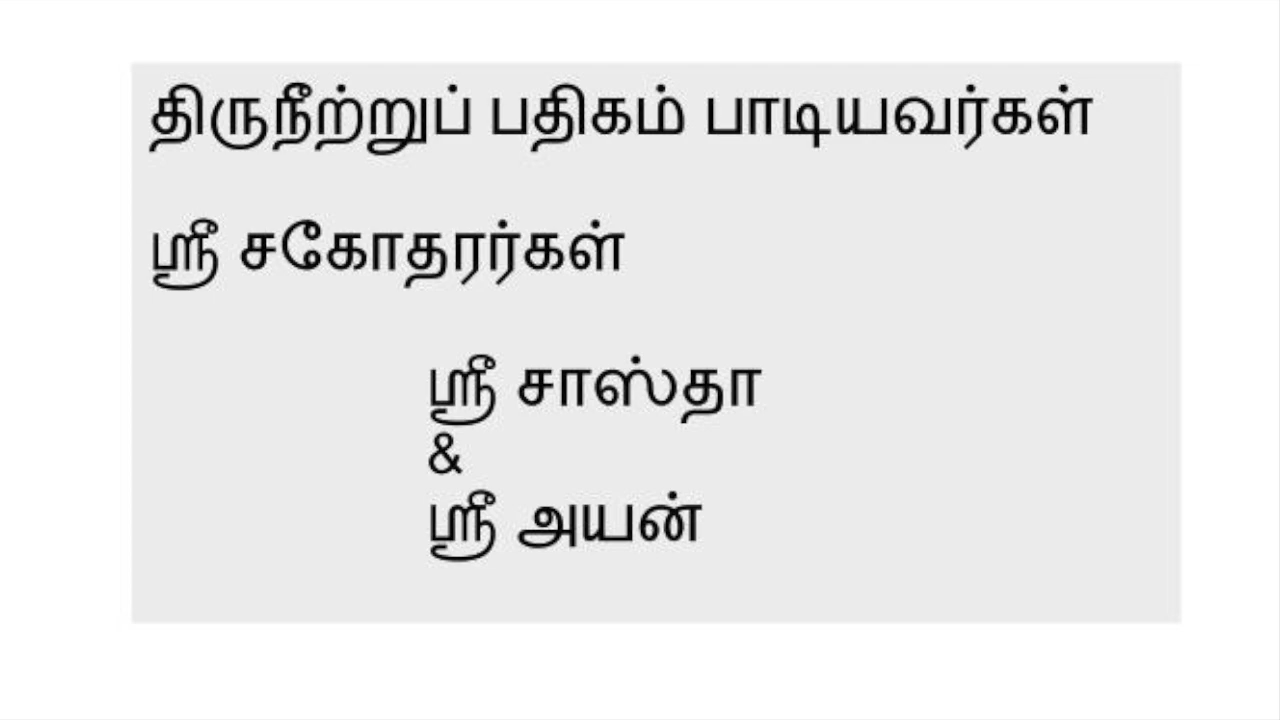 திருநீற்றுப் பதிகம் பாடியவர்கள்
ஸ்ரீ சகோதரர்கள்
ஸ்ரீ சாஸ்தா
&
ஸ்ரீ அயன்